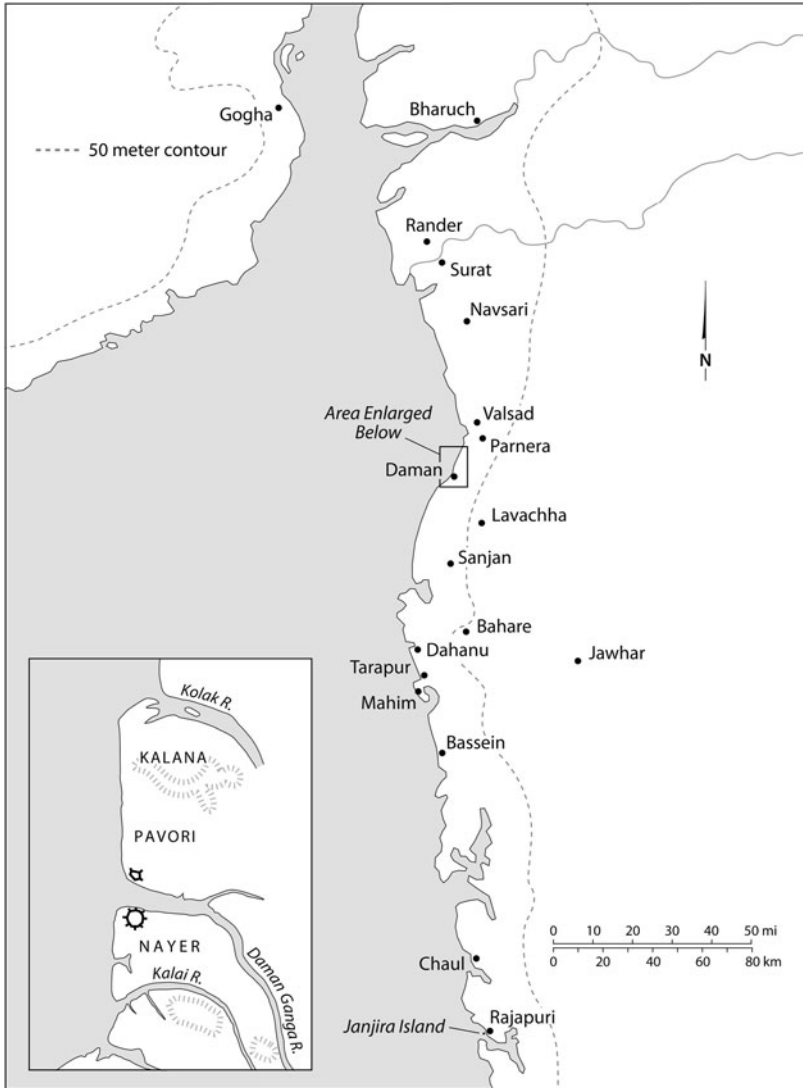 Gogha
Bharuch
50 meter contour
Rander
Surat
Navsari
N
Area Enlarged
Below
Valsad
Parnera
Daman
Lavachha
Sanjan
Bahare
Dahanu
Jawhar
Tarapur
Mahim
Bassein
Kolak R.
KALANA
PAVORI
NAYER
Kalai R.
Daman Ganga R.
0 10 20 30 40 50 mi
0 20 40 60 80 km
Chaul
Rajapuri
Janjira Island